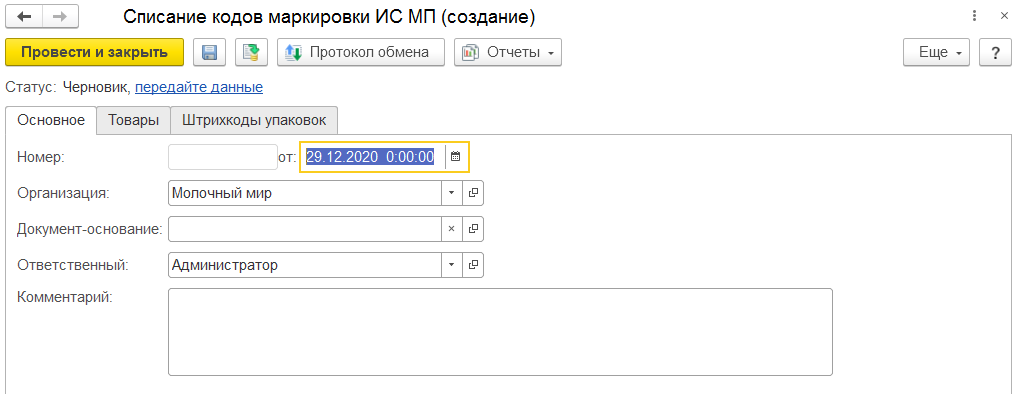 Списание кодов маркировки ИС МП (создание)
Провести и закрыть Протокол обмена Отчеты Еще ?
Статус: Черновик, передайте данные
Основное Товары Штрихкоды упаковок
Номер: от: 29.12.2020 0:00:00
Организация: Молочный мир
Документ-основание:
Ответственный: Администратор
Комментарий: